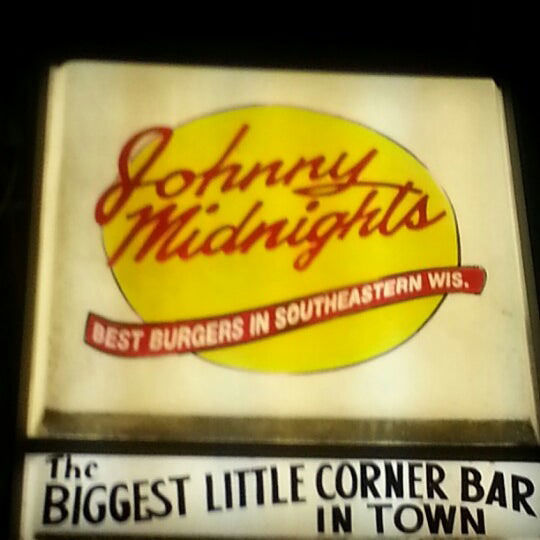 Johnny
Midnights
BEST BURGERS IN SOUTHEASTERN WIS.
The
BIGGEST LITTLE CORNER BAR
IN TOWN